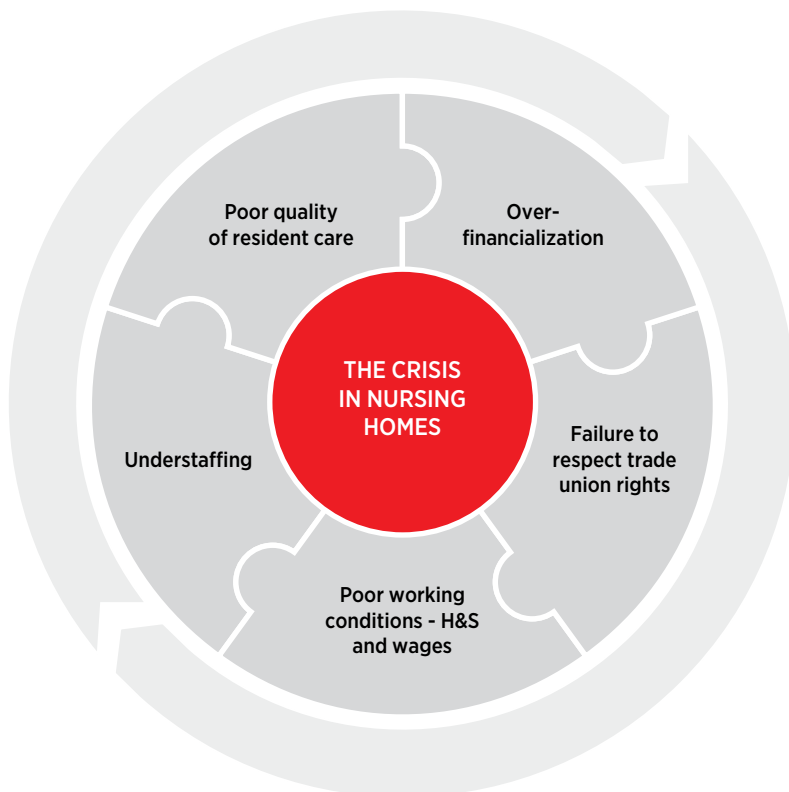 Poor quality
of resident care
Over-
financialization
THE CRISIS
IN NURSING
HOMES
Failure to
respect trade
union rights
Understaffing
Poor working
conditions - H&S
and wages